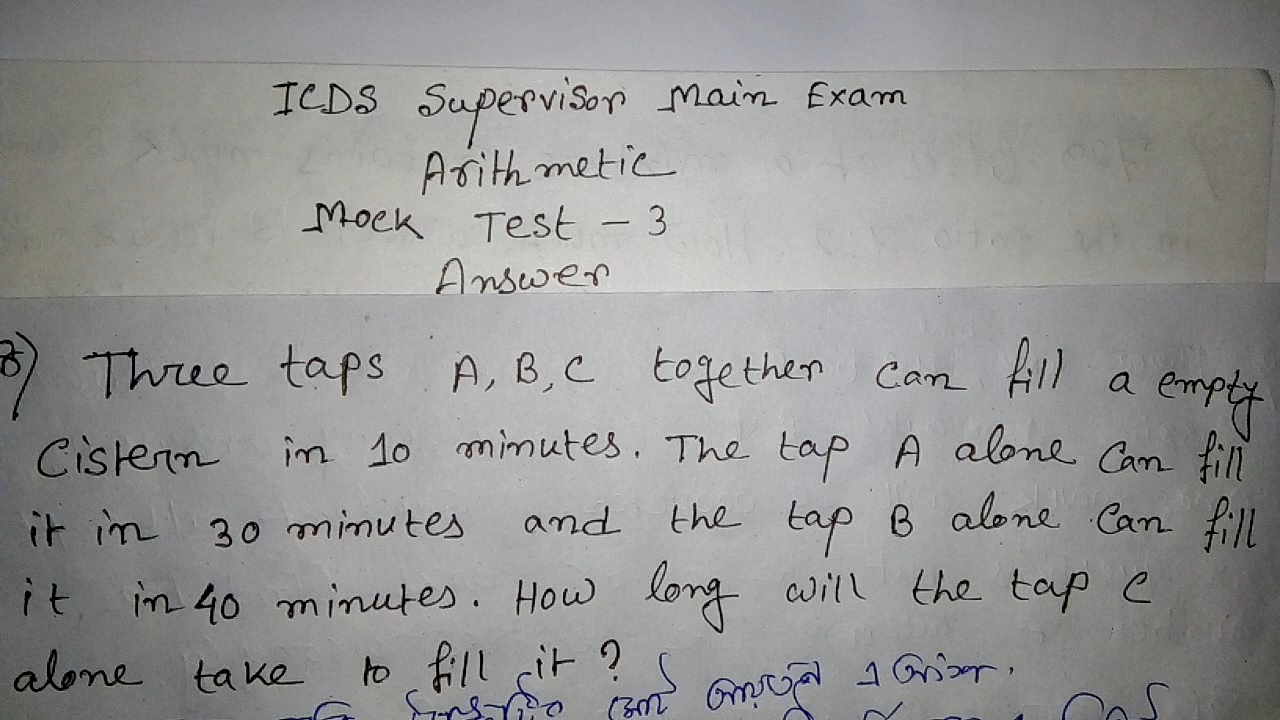 ICDS Supervisor Main Exam
Arithmetic
Mock Test - 3
Answer
Three taps A, B, C together can fill a empty
Cistern in 10 minutes. The tap A alone can fill
it in 30 minutes and the tap B alone can fill
it in 40 minutes. How long will the tap C
alone take to fill it ?